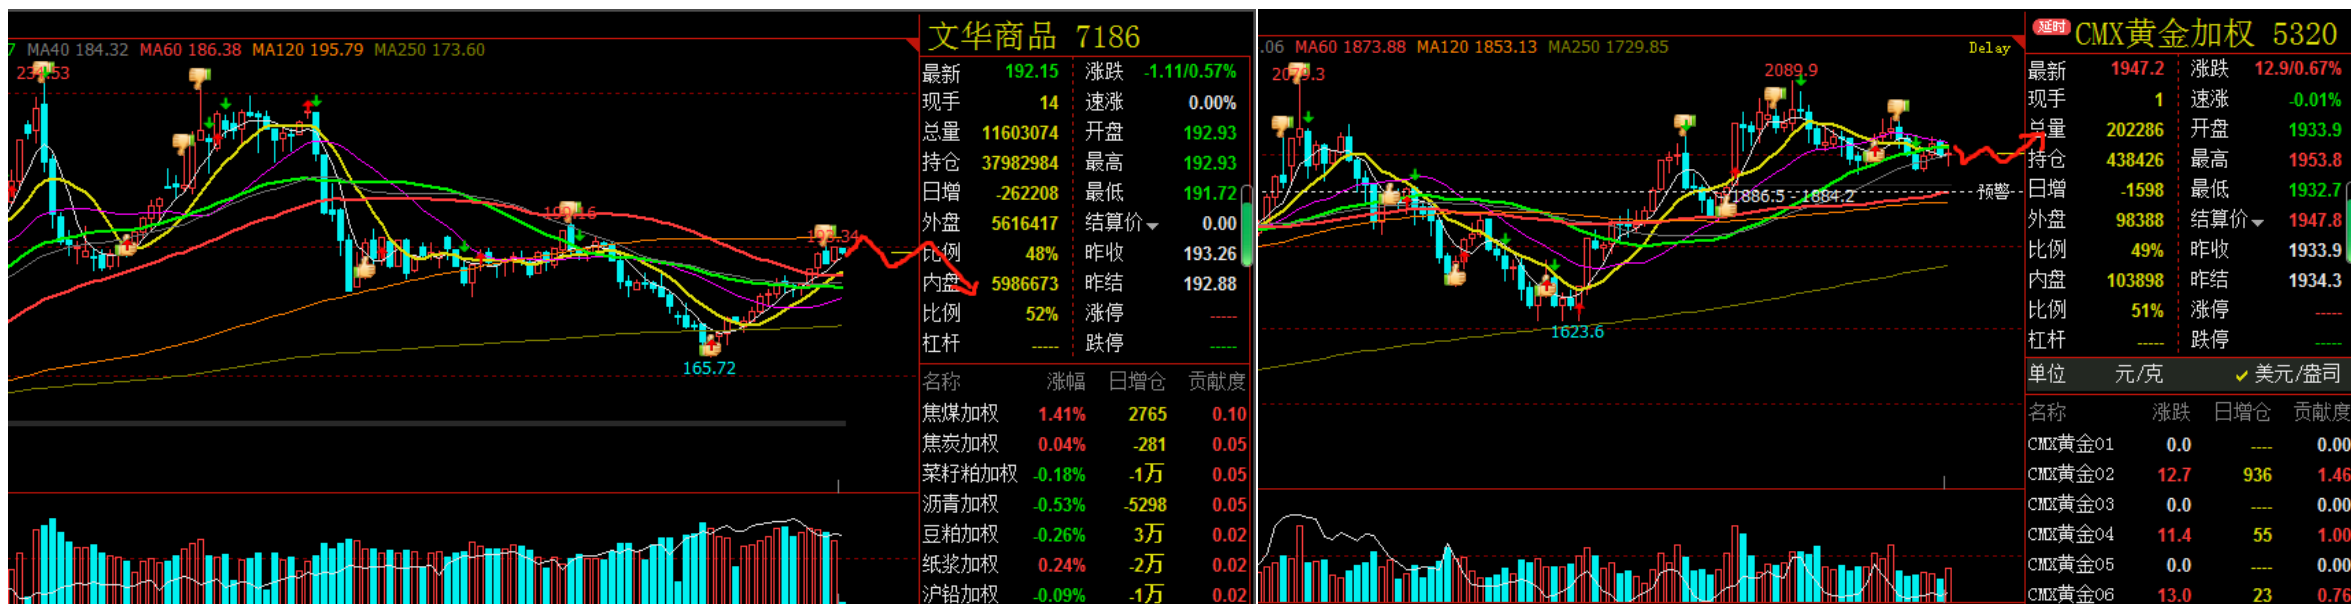 7 MA40 184.32 MA60 186.38 MA120 195.79 MA250 173.60
199.16
165.72
文华商品 7186
最新 192.15 涨跌 -1.11/0.57%
现手 14 速涨 0.00%
总量 11603074 开盘 192.93
持仓 37982984 最高 192.93
日增 -262208 最低 191.72
外盘 5616417 结算价 0.00
比例 48% 昨收 193.26
内盘 5986673 昨结 192.88
比例 52% 涨停 -----
杠杆 ----- 跌停 -----
名称 涨幅 日增仓 贡献度
焦煤加权 1.41% 2765 0.10
焦炭加权 0.04% -281 0.05
菜籽粕加权 -0.18% -1万 0.05
沥青加权 -0.53% -5298 0.05
豆粕加权 -0.26% 3万 0.02
纸浆加权 0.24% -2万 0.02
沪铅加权 -0.09% -1万 0.02
.06 MA60 1873.88 MA120 1853.13 MA250 1729.85
Delay
2089.9
预警
1886.5 - 1884.2
1623.6
延时 CMX黄金加权 5320
最新 1947.2 涨跌 12.9/0.67%
现手 1 速涨 -0.01%
总量 202286 开盘 1933.9
持仓 438426 最高 1953.8
日增 -1598 最低 1932.7
外盘 98388 结算价 1947.8
比例 49% 昨收 1933.9
内盘 103898 昨结 1934.3
比例 51% 涨停 -----
杠杆 ----- 跌停 -----
单位 元/克 美元/盎司
名称 涨跌 日增仓 贡献度
CMX黄金01 0.0 ---- 0.00
CMX黄金02 12.7 936 1.46
CMX黄金03 0.0 ---- 0.00
CMX黄金04 11.4 55 1.00
CMX黄金05 0.0 ---- 0.00
CMX黄金06 13.0 23 0.77